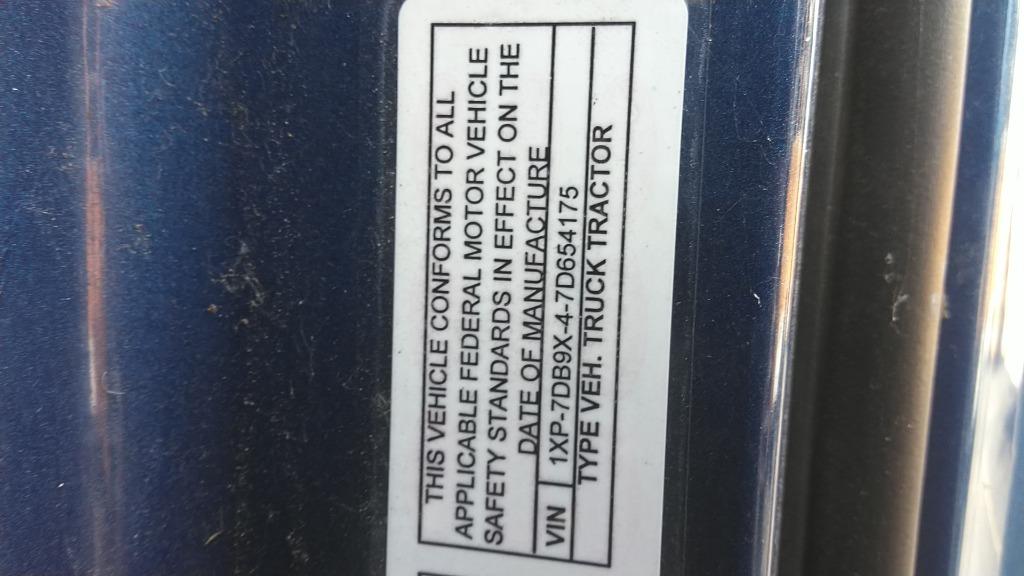 THIS VEHICLE CONFORMS TO ALL
APPLICABLE FEDERAL MOTOR VEHICLE
SAFETY STANDARDS IN EFFECT ON THE
DATE OF MANUFACTURE
VIN 1XP-7DB9X-4-7D654175
TYPE VEH. TRUCK TRACTOR